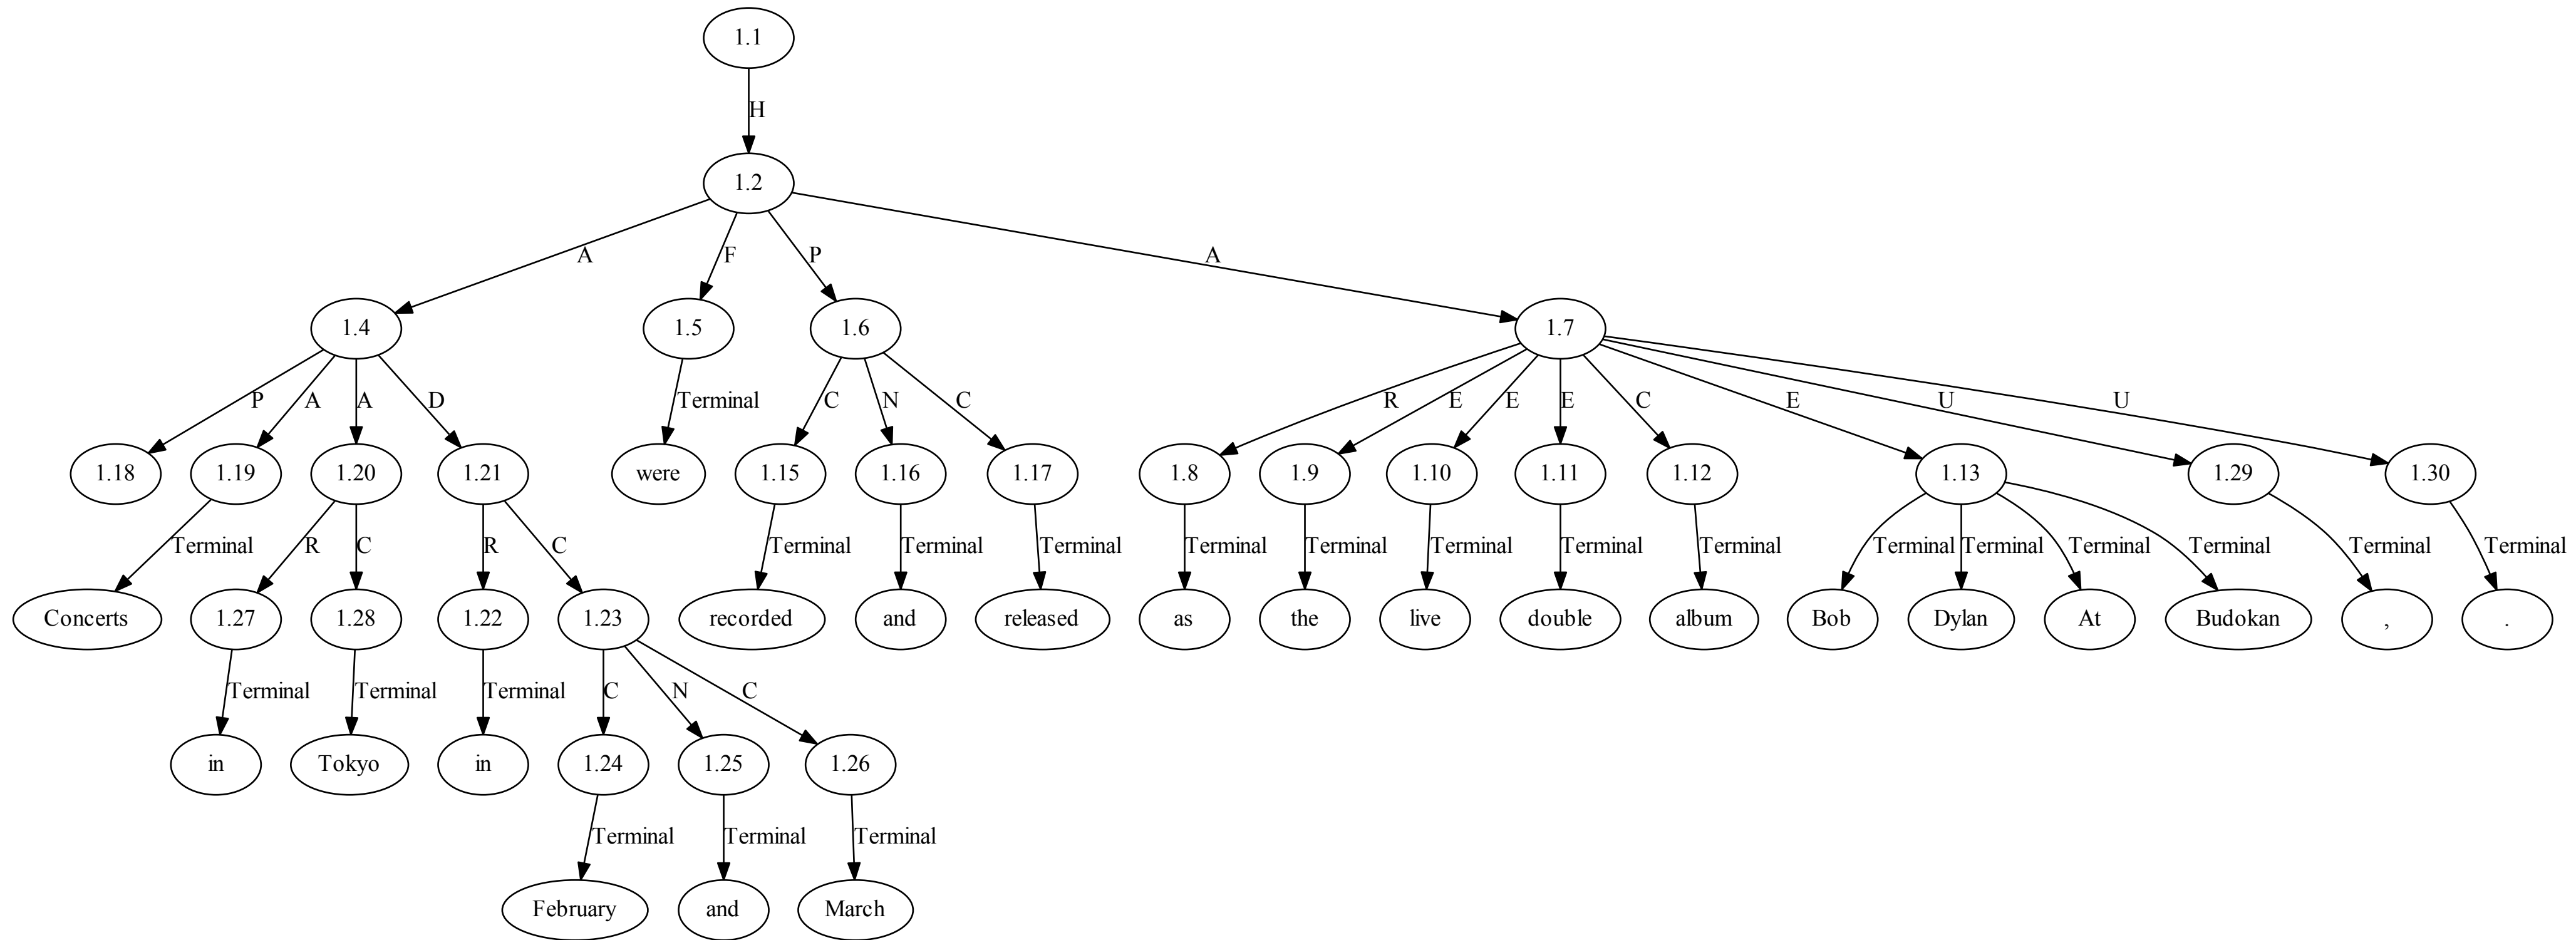 1.1
H
1.2
A F P A
1.4 1.5 1.6 1.7
P A A D Terminal C N C R E E E C E U U
1.18 1.19 1.20 1.21 were 1.15 1.16 1.17 1.8 1.9 1.10 1.11 1.12 1.13 1.29 1.30
Terminal R C R C Terminal Terminal Terminal Terminal Terminal Terminal Terminal Terminal Terminal Terminal Terminal Terminal Terminal Terminal
Concerts 1.27 1.28 1.22 1.23 recorded and released as the live double album Bob Dylan At Budokan , .
Terminal Terminal Terminal C N C
in Tokyo in 1.24 1.25 1.26
Terminal Terminal Terminal
February and March